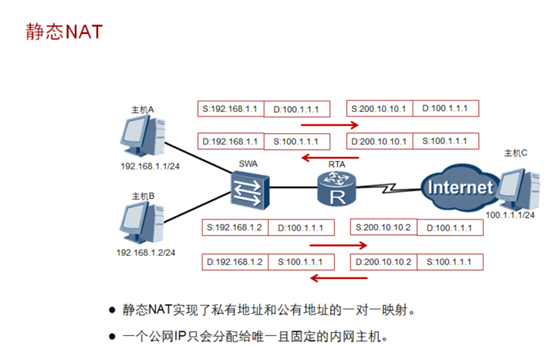 静态NAT
主机A
S:192.168.1.1 D:100.1.1.1 S:200.10.10.1 D:100.1.1.1
D:192.168.1.1 S:100.1.1.1 D:200.10.10.1 S:100.1.1.1
主机C
192.168.1.1/24
SWA
RTA
R
Internet
主机B
100.1.1.1/24
S:192.168.1.2 D:100.1.1.1 S:200.10.10.2 D:100.1.1.1
192.168.1.2/24
D:192.168.1.2 S:100.1.1.1 D:200.10.10.2 S:100.1.1.1
● 静态NAT实现了私有地址和公有地址的一对一映射。
● 一个公网IP只会分配给唯一且固定的内网主机。